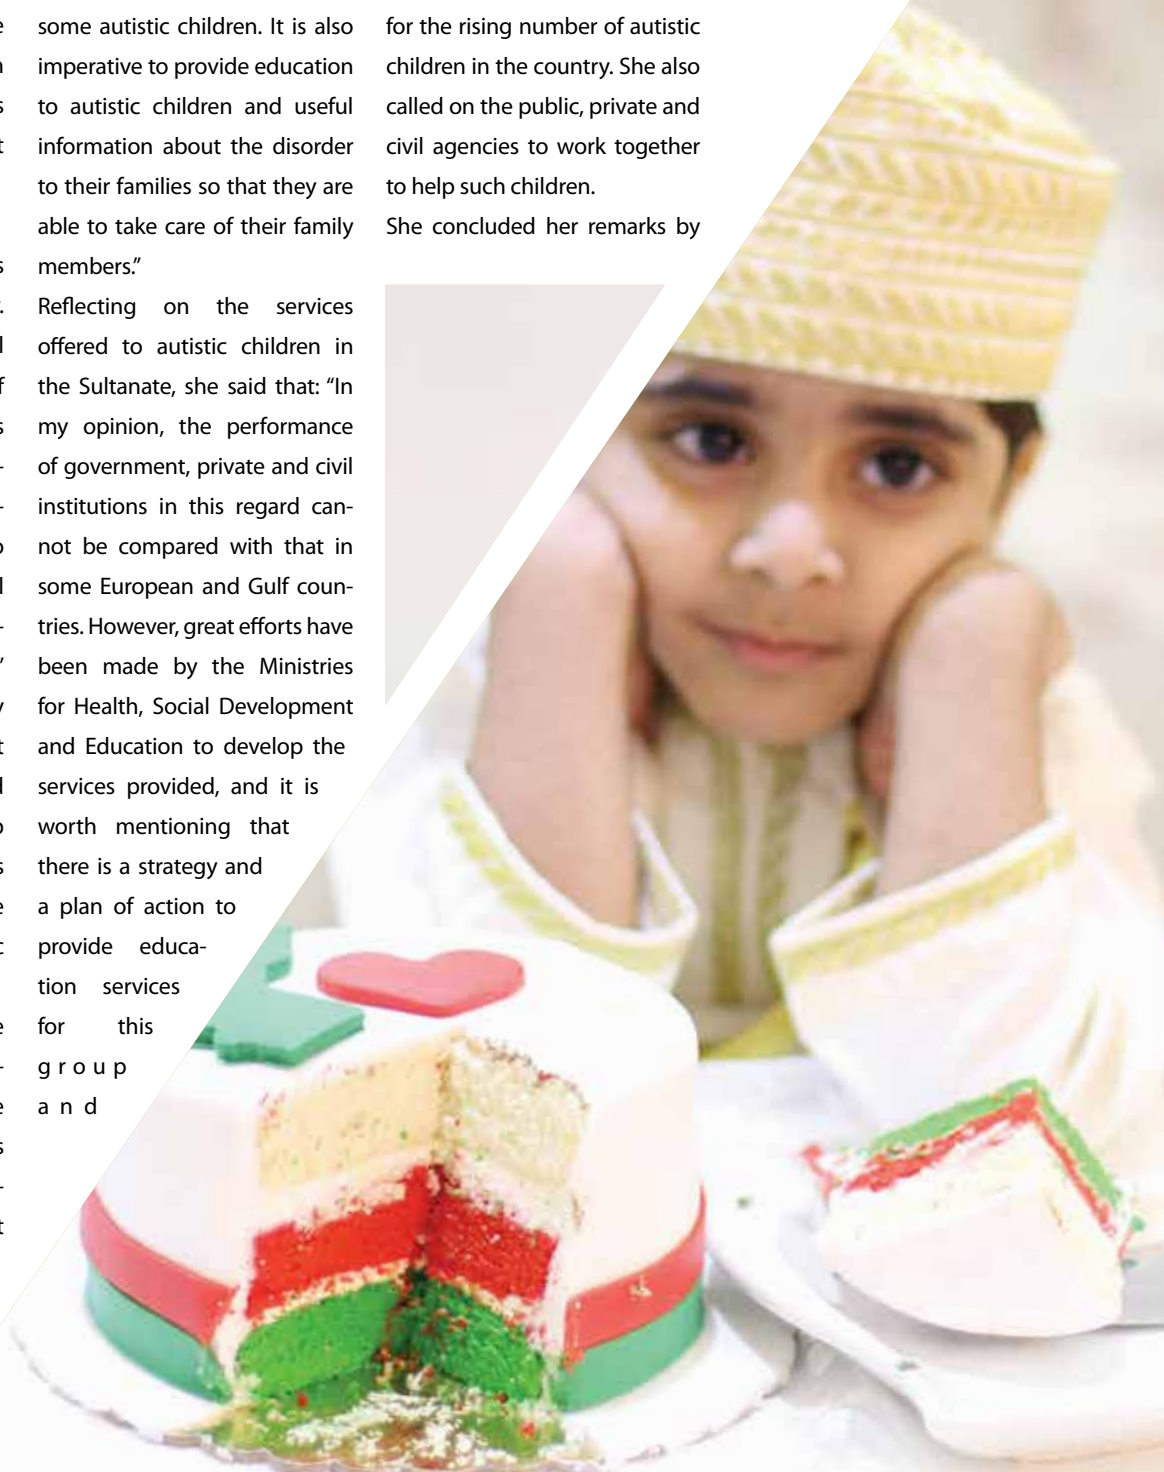 some autistic children. It is also
imperative to provide education
to autistic children and useful
information about the disorder
to their families so that they are
able to take care of their family
members.”
Reflecting on the services
offered to autistic children in
the Sultanate, she said that: “In
my opinion, the performance
of government, private and civil
institutions in this regard can-
not be compared with that in
some European and Gulf coun-
tries. However, great efforts have
been made by the Ministries
for Health, Social Development
and Education to develop the
services provided, and it is
worth mentioning that
there is a strategy and
a plan of action to
provide educa-
tion services
for this
group
and
for the rising number of autistic
children in the country. She also
called on the public, private and
civil agencies to work together
to help such children.
She concluded her remarks by